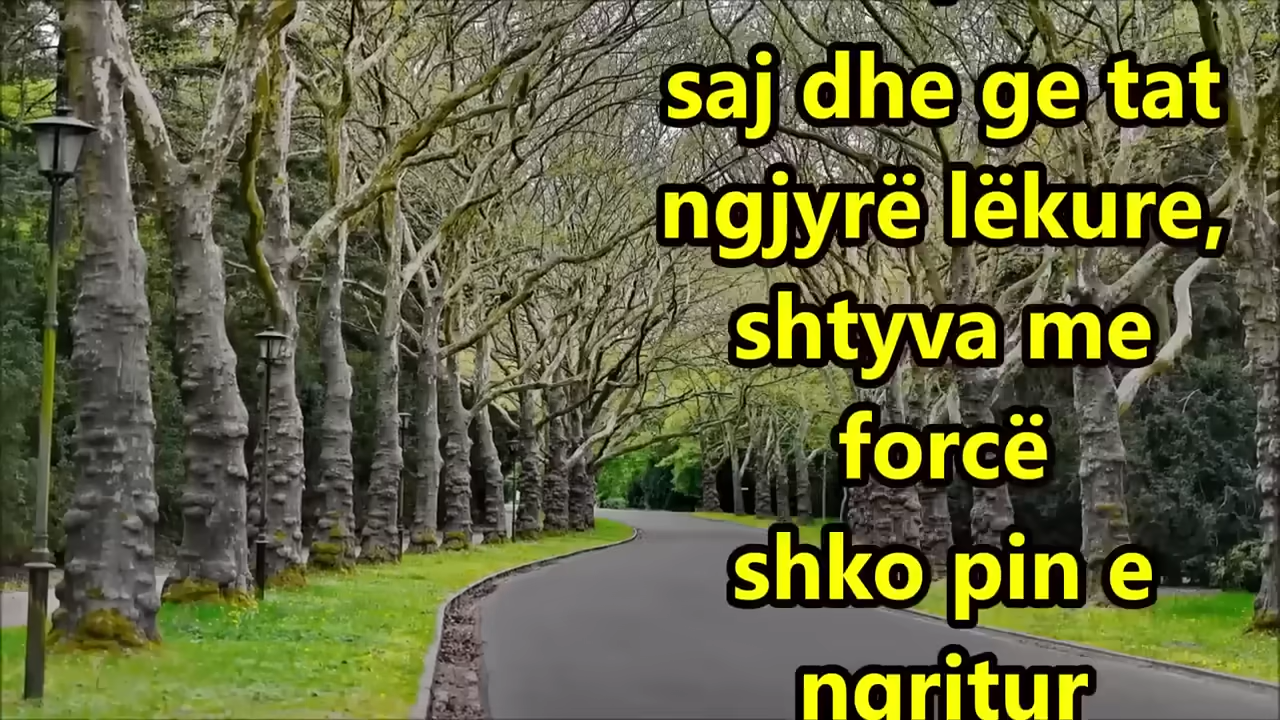 saj dhe ge tat
ngjyrë lëkure,
shtyva me
forcë
shko pin e
ngritur